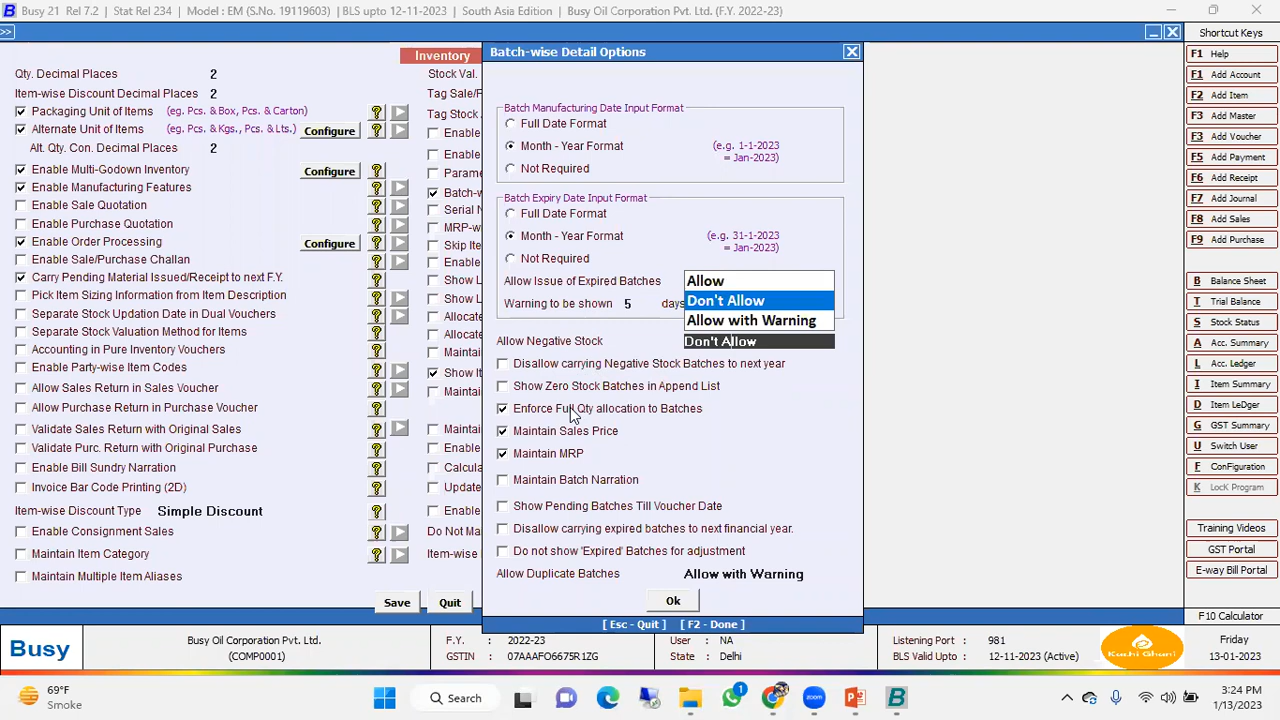 Busy 21 Rel 7.2 | Stat Rel 234 | Model : EM (S.No. 19119603) | BLS upto 12-11-2023 | South Asia Edition | Busy Oil Corporation Pvt. Ltd. (F.Y. 2022-23)
>>
Inventory
Qty. Decimal Places 2
Item-wise Discount Decimal Places 2
Packaging Unit of Items (eg. Pcs. & Box, Pcs. & Carton) ?
Alternate Unit of Items (eg. Pcs & Kgs., Pcs. & Lts.) Configure ?
Alt. Qty. Con. Decimal Places 2
Enable Multi-Godown Inventory Configure ?
Enable Manufacturing Features ?
Enable Sale Quotation ?
Enable Purchase Quotation ?
Enable Order Processing Configure ?
Enable Sale/Purchase Challan ?
Carry Pending Material Issued/Receipt to next F.Y. ?
Pick Item Sizing Information from Item Description ?
Separate Stock Updation Date in Dual Vouchers ?
Separate Stock Valuation Method for Items ?
Accounting in Pure Inventory Vouchers ?
Enable Party-wise Item Codes ?
Allow Sales Return in Sales Voucher ?
Allow Purchase Return in Purchase Voucher ?
Validate Sales Return with Original Sales ?
Validate Purc. Return with Original Purchase ?
Enable Bill Sundry Narration ?
Invoice Bar Code Printing (2D) ?
Item-wise Discount Type Simple Discount ?
Enable Consignment Sales ?
Maintain Item Category ?
Maintain Multiple Item Aliases
Save Quit
Stock Val.
Tag Sale/
Tag Stock
Enable
Enable
Parame
Batch-w
Serial N
MRP-w
Skip Ite
Enable
Show L
Show L
Allocate
Allocate
Maintai
Show It
Maintai
Maintai
Enable
Calcula
Update
Enable
Do Not Ma
Item-wise
Batch-wise Detail Options
Batch Manufacturing Date Input Format
Full Date Format
Month - Year Format (e.g. 1-1-2023
= Jan-2023)
Not Required
Batch Expiry Date Input Format
Full Date Format
Month - Year Format (e.g. 31-1-2023
= Jan-2023)
Not Required
Allow Issue of Expired Batches
Warning to be shown 5 days
Allow
Don't Allow
Allow with Warning
Allow Negative Stock Don't Allow
Disallow carrying Negative Stock Batches to next year
Show Zero Stock Batches in Append List
Enforce Full Qty allocation to Batches
Maintain Sales Price
Maintain MRP
Maintain Batch Narration
Show Pending Batches Till Voucher Date
Disallow carrying expired batches to next financial year.
Do not show 'Expired' Batches for adjustment
Allow Duplicate Batches Allow with Warning
Ok
[ Esc - Quit ] [ F2 - Done ]
Shortcut Keys
F1 Help
F1 Add Account
F2 Add Item
F3 Add Master
F3 Add Voucher
F5 Add Payment
F6 Add Receipt
F7 Add Journal
F8 Add Sales
F9 Add Purchase
B Balance Sheet
T Trial Balance
S Stock Status
A Acc. Summary
L Acc. Ledger
I Item Summary
D Item LeDger
G GST Summary
U Switch User
F Configuration
K LocK Program
Training Videos
GST Portal
E-way Bill Portal
F10 Calculator
Busy
Busy Oil Corporation Pvt. Ltd.
(COMP0001)
F.Y. : 2022-23
GSTIN : 07AAAFO6675R1ZG
User : NA
State : Delhi
Listening Port : 981
BLS Valid Upto : 12-11-2023 (Active)
Kachi Ghani
Friday
13-01-2023
69°F
Smoke
Search
zoom
1
3:24 PM
1/13/2023